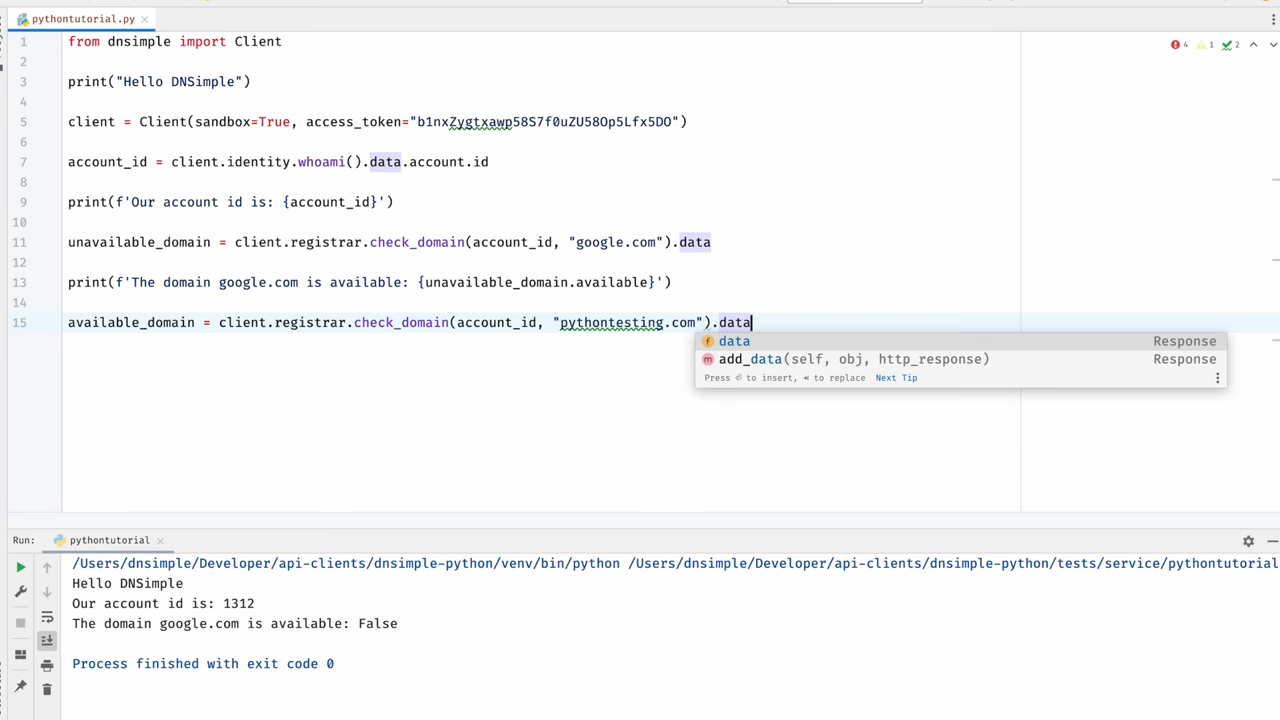 pythontutorial.py
1 from dnsimple import Client
4 1 2
2
3 print("Hello DNSimple")
4
5 client = Client(sandbox=True, access_token="b1nxZygtxawp58S7f0uZU58Op5Lfx5DO")
6
7 account_id = client.identity.whoami().data.account.id
8
9 print(f'Our account id is: {account_id}')
10
11 unavailable_domain = client.registrar.check_domain(account_id, "google.com").data
12
13 print(f'The domain google.com is available: {unavailable_domain.available}')
14
15 available_domain = client.registrar.check_domain(account_id, "pythontesting.com").data
data Response
add_data(self, obj, http_response) Response
Press ⏎ to insert, ⇥ to replace Next Tip
Run: pythontutorial
/Users/dnsimple/Developer/api-clients/dnsimple-python/venv/bin/python /Users/dnsimple/Developer/api-clients/dnsimple-python/tests/service/pythontutorial
Hello DNSimple
Our account id is: 1312
The domain google.com is available: False
Process finished with exit code 0